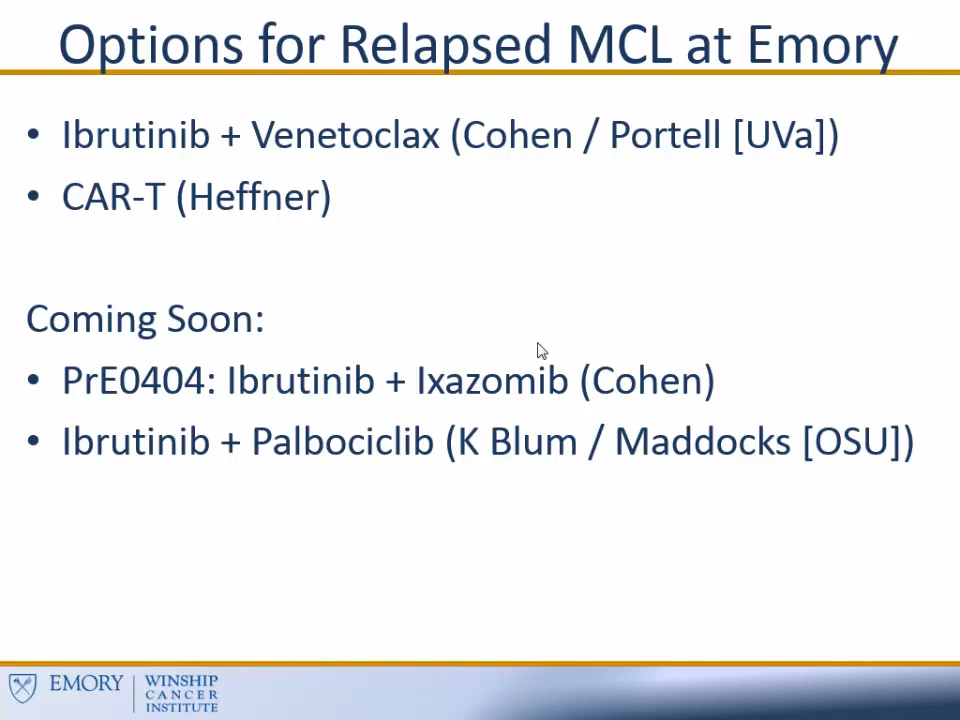 Options for Relapsed MCL at Emory
• Ibrutinib + Venetoclax (Cohen / Portell [UVa])
• CAR-T (Heffner)
Coming Soon:
• PrE0404: Ibrutinib + Ixazomib (Cohen)
• Ibrutinib + Palbociclib (K Blum / Maddocks [OSU])
EMORY
WINSHIP
CANCER
INSTITUTE